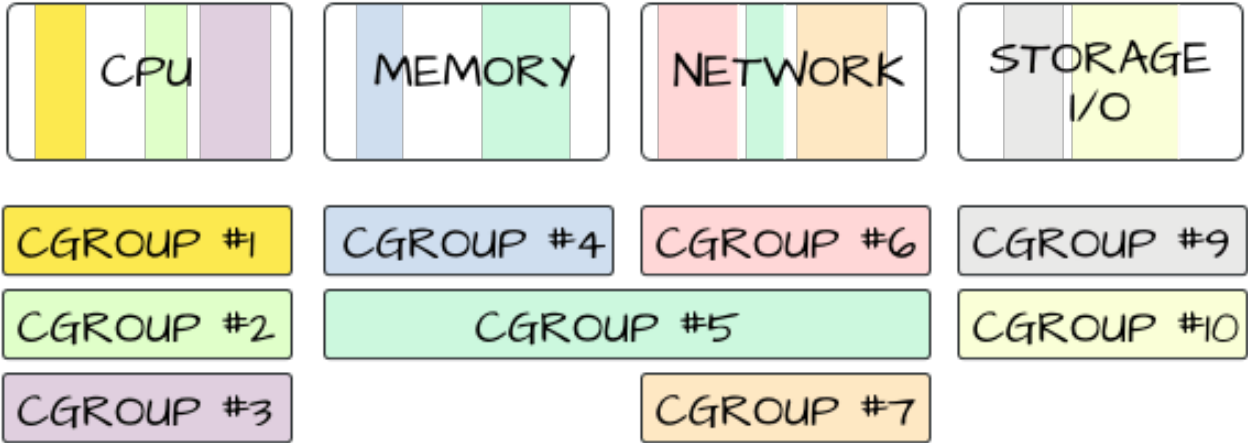 CPU
MEMORY
NETWORK
STORAGE
I/O
CGROUP #1
CGROUP #4
CGROUP #6
CGROUP #9
CGROUP #2
CGROUP #5
CGROUP #10
CGROUP #3
CGROUP #7